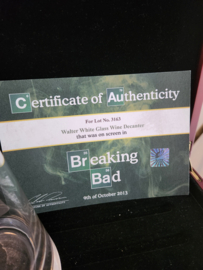 Certificate of Authenticity
For Lot No. 3163
Walter White Glass Wine Decanter
that was on screen in
Breaking
Bad
9th of October 2013